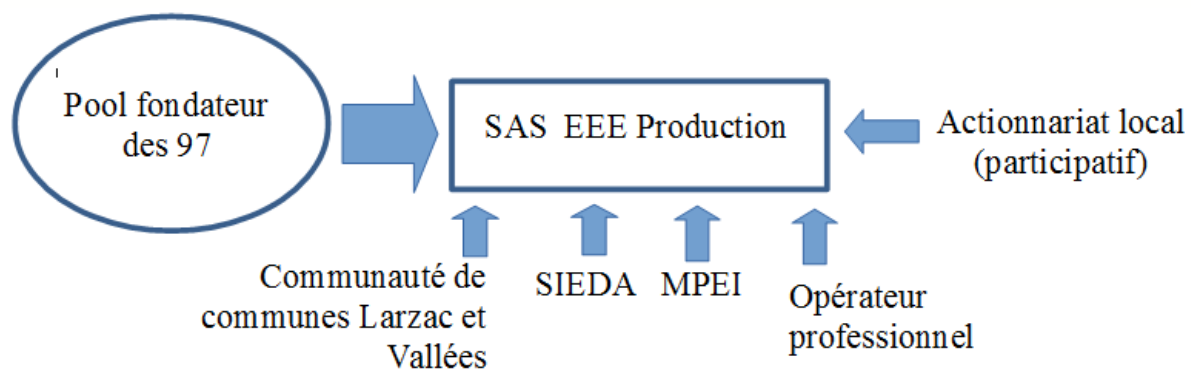 Pool fondateur
des 97
SAS EEE Production
Actionnariat local
(participatif)
Communauté de
communes Larzac et
Vallées
SIEDA
MPEI
Opérateur
professionnel